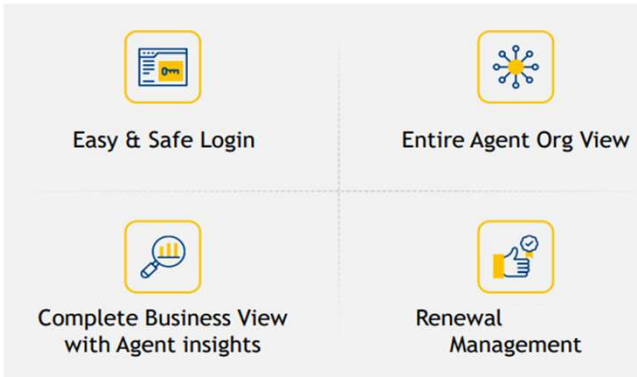 Easy & Safe Login
Entire Agent Org View
Complete Business View
with Agent insights
Renewal
Management